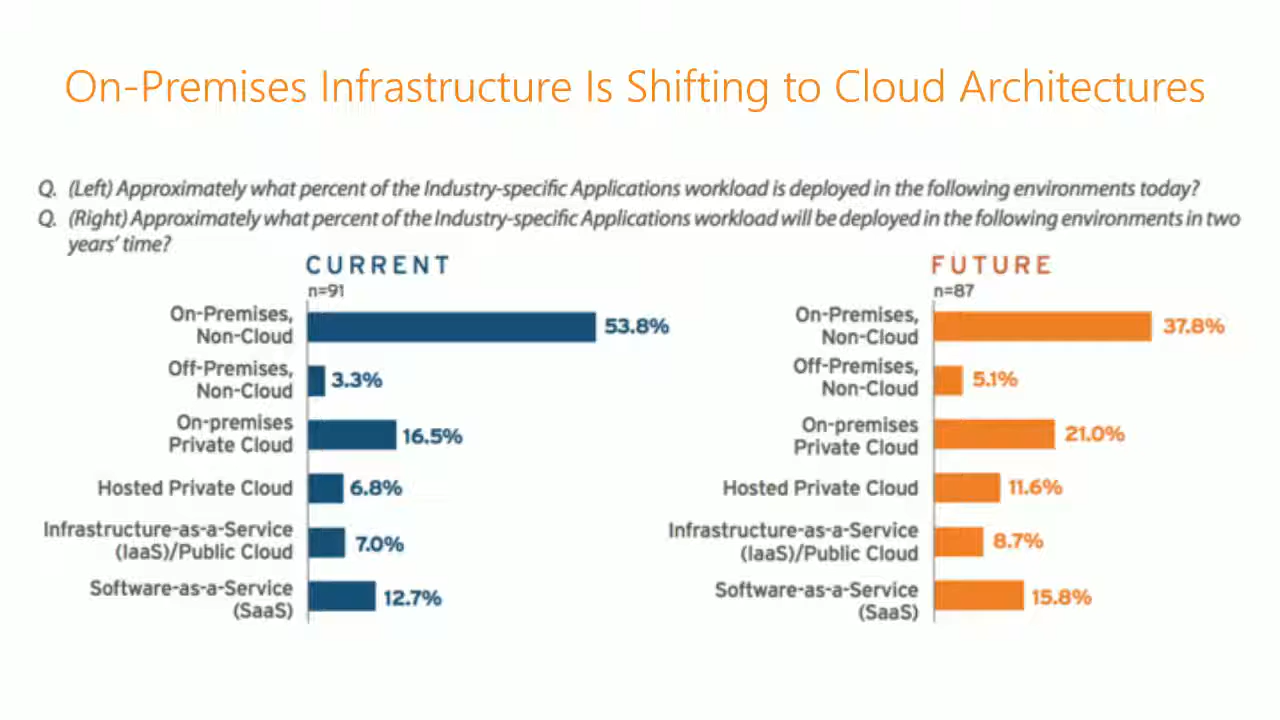 On-Premises Infrastructure Is Shifting to Cloud Architectures
Q. (Left) Approximately what percent of the Industry-specific Applications workload is deployed in the following environments today?
Q. (Right) Approximately what percent of the Industry-specific Applications workload will be deployed in the following environments in two
years' time?
CURRENT
n=91
On-Premises,
Non-Cloud
53.8%
Off-Premises,
Non-Cloud
3.3%
On-premises
Private Cloud
16.5%
Hosted Private Cloud
6.8%
Infrastructure-as-a-Service
(IaaS)/Public Cloud
7.0%
Software-as-a-Service
(SaaS)
12.7%
FUTURE
n=87
On-Premises,
Non-Cloud
37.8%
Off-Premises,
Non-Cloud
5.1%
On-premises
Private Cloud
21.0%
Hosted Private Cloud
11.6%
Infrastructure-as-a-Service
(IaaS)/Public Cloud
8.7%
Software-as-a-Service
(SaaS)
15.8%